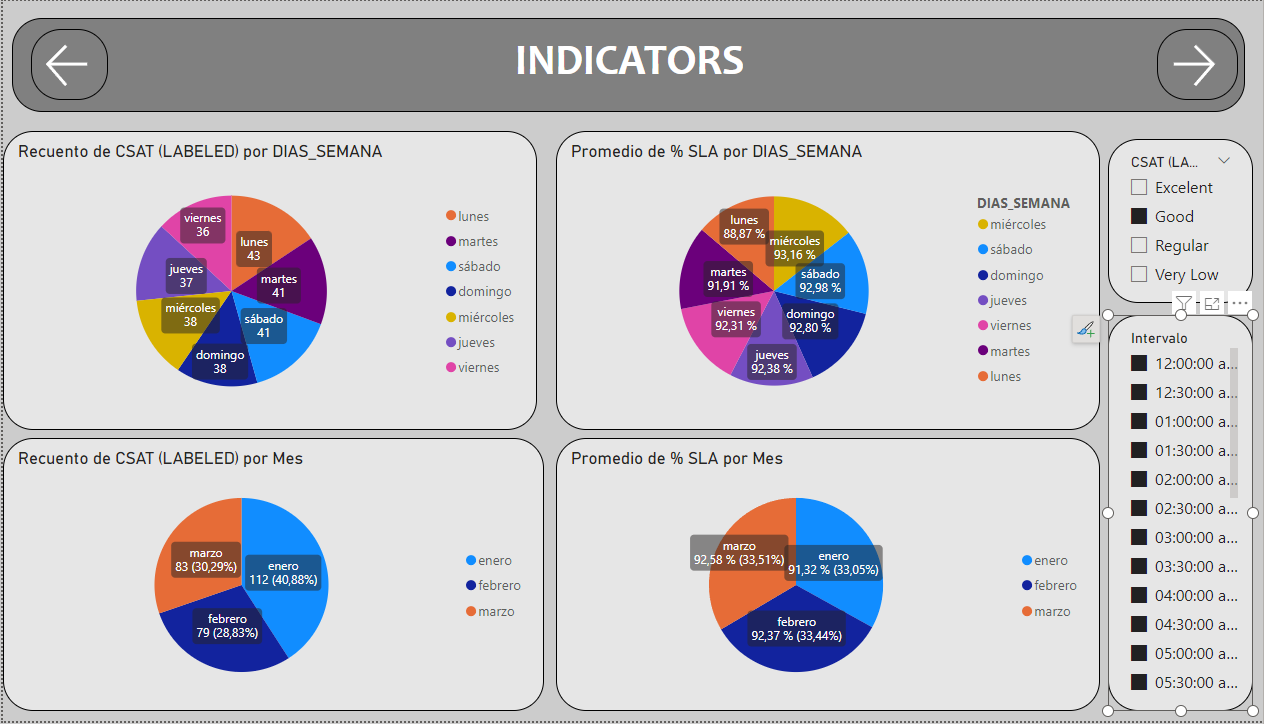 INDICATORS
Recuento de CSAT (LABELED) por DIAS_SEMANA
viernes
36
lunes
43
jueves
37
martes
41
miércoles
38
sábado
41
domingo
38
lunes
martes
sábado
domingo
miércoles
jueves
viernes
Promedio de % SLA por DIAS_SEMANA
lunes
88,87 %
miércoles
93,16 %
martes
91,91 %
sábado
92,98 %
viernes
92,31 %
domingo
92,80 %
jueves
92,38 %
DIAS_SEMANA
miércoles
sábado
domingo
jueves
viernes
martes
lunes
CSAT (LA...
Excelent
Good
Regular
Very Low
Recuento de CSAT (LABELED) por Mes
marzo
83 (30,29%)
enero
112 (40,88%)
febrero
79 (28,83%)
enero
febrero
marzo
Promedio de % SLA por Mes
marzo
92,58 % (33,51%)
enero
91,32 % (33,05%)
febrero
92,37 % (33,44%)
enero
febrero
marzo
Intervalo
12:00:00 a...
12:30:00 a...
01:00:00 a...
01:30:00 a...
02:00:00 a...
02:30:00 a...
03:00:00 a...
03:30:00 a...
04:00:00 a...
04:30:00 a...
05:00:00 a...
05:30:00 a...